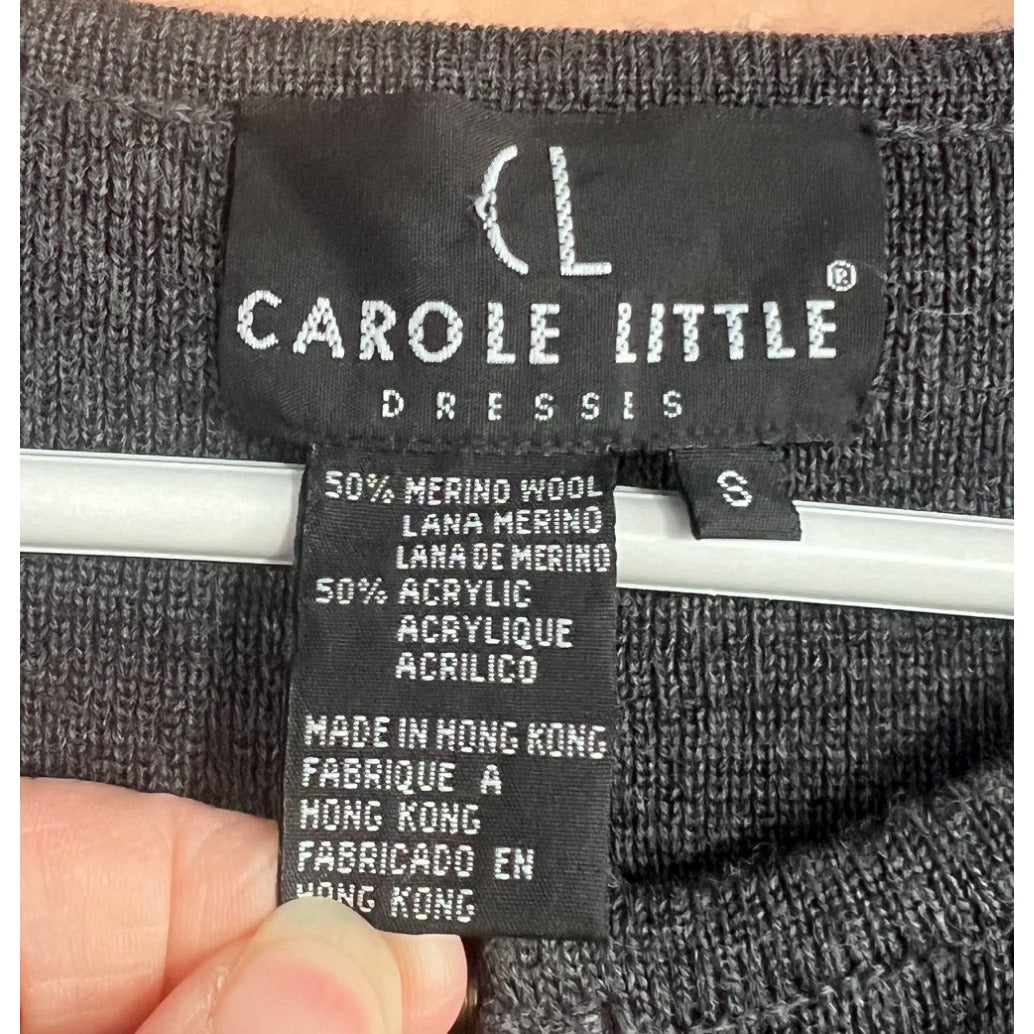 CL
CAROLE LITTLE®
DRESSES
S
50% MERINO WOOL
LANA MERINO
LANA DE MERINO
50% ACRYLIC
ACRYLIQUE
ACRILICO
MADE IN HONG KONG
FABRIQUE A
HONG KONG
FABRICADO EN
HONG KONG